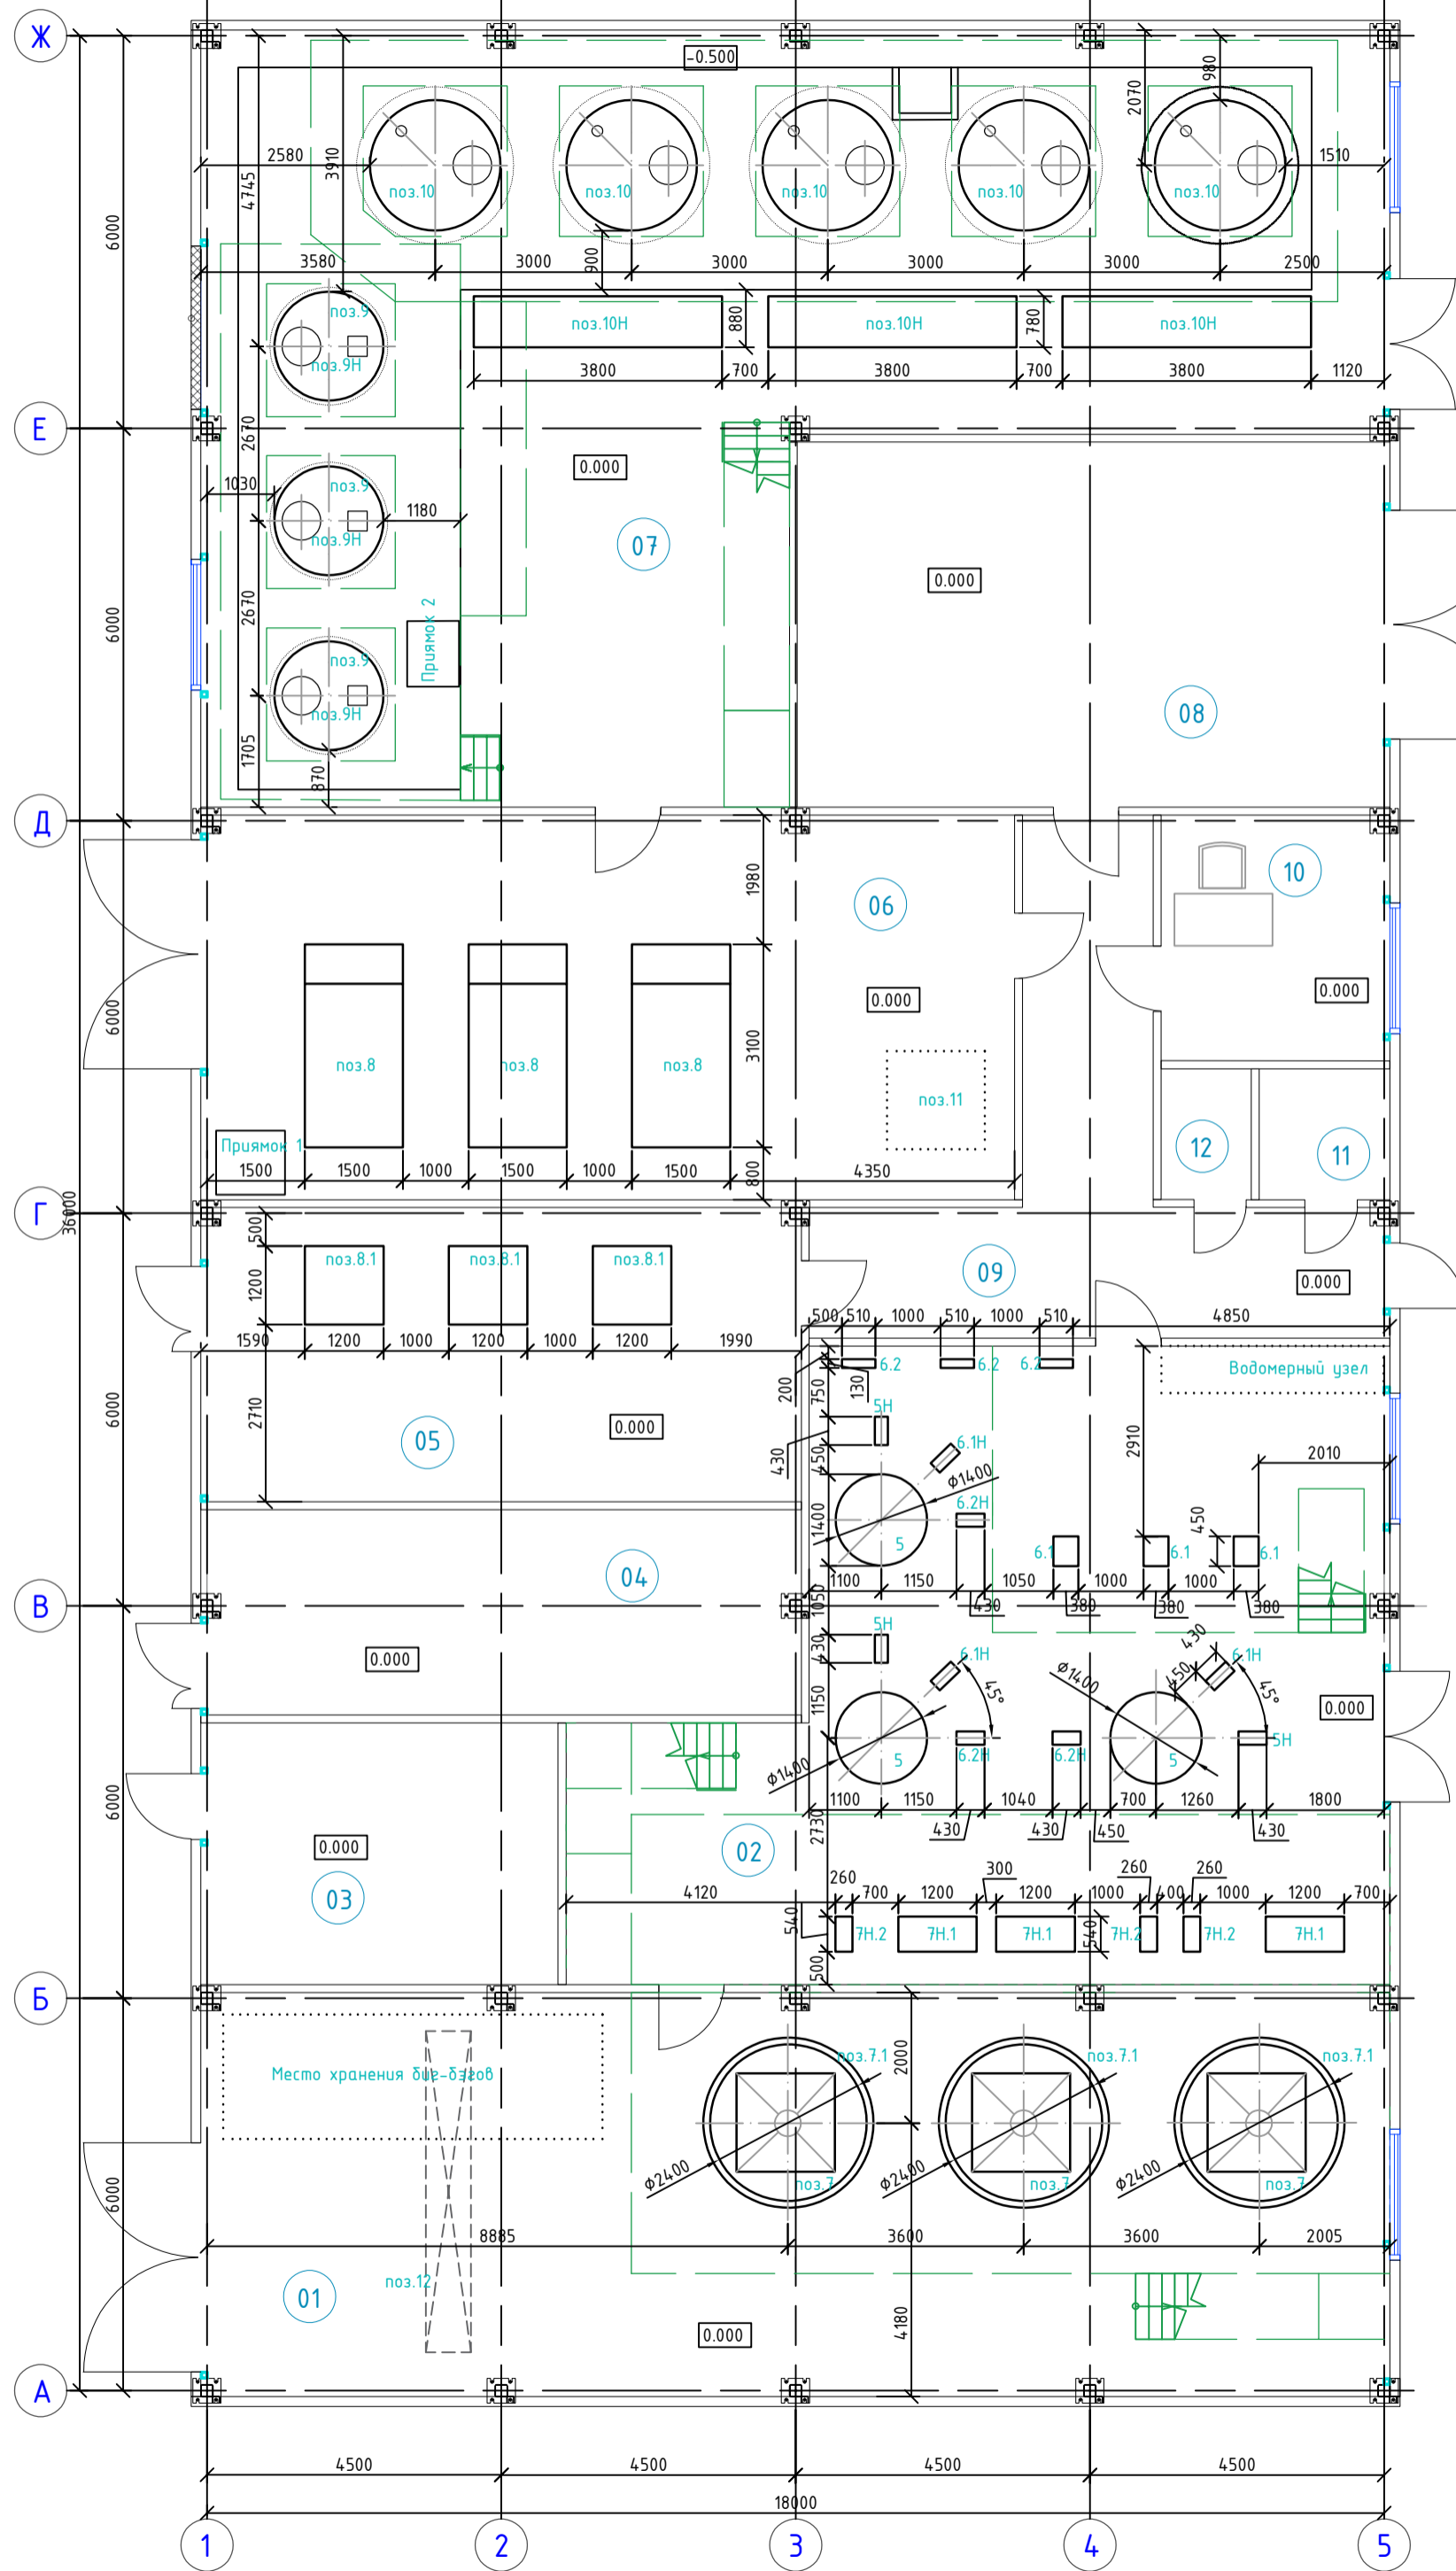 Ж
-0.500
980
2070
2580
3910
4745
1510
поз.10
поз.10
поз.10
поз.10
поз.10
6000
900
3580
3000
3000
3000
3000
2500
поз.9
поз.9Н
поз.10Н
880
поз.10Н
780
поз.10Н
3800
700
3800
700
3800
1120
Е
2670
0.000
1030
поз.9
1180
поз.9Н
07
0.000
2670
6000
Приямок 2
поз.9
поз.9Н
08
1705
870
Д
1980
10
06
0.000
0.000
6000
3100
поз.8
поз.8
поз.8
поз.11
Приямок 1
12
11
1500
1500
1000
1500
1000
1500
800
4350
Г
36000
500
поз.8.1
поз.8.1
поз.8.1
09
0.000
1200
500
510
1000
510
1000
510
4850
1590
1200
1000
1200
1000
1200
1990
6.2
6.2
6.2
Водомерный узел
200
750
130
6000
2710
5Н
0.000
05
2910
430
450
6.1Н
2010
ϕ1400
6.2Н
1400
450
5
6.1
6.1
6.1
04
1100
1150
1050
1000
1000
В
1050
430
380
380
380
5Н
430
430
0.000
6.1Н
6.1Н
450
ϕ1400
45°
45°
1150
0.000
5
6.2Н
6.2Н
5
5Н
ϕ1400
6000
1100
1150
1040
700
1260
1800
2730
430
430
450
430
0.000
02
03
4120
260
700
1200
300
1200
1000
260
400
260
1000
1200
700
540
7Н.2
7Н.1
7Н.1
540
7Н.2
7Н.2
7Н.1
500
Б
2000
поз.7.1
поз.7.1
поз.7.1
Место хранения биг-бэгов
ϕ2400
ϕ2400
ϕ2400
поз.7
поз.7
поз.7
6000
8885
3600
3600
2005
поз.12
01
0.000
4180
А
4500
4500
4500
4500
18000
1
2
3
4
5